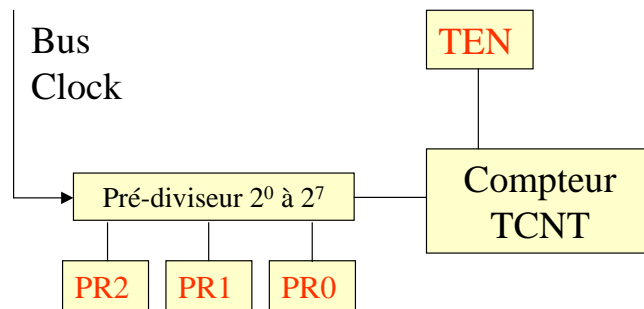 Bus
Clock
TEN
Pré-diviseur 2⁰ à 2⁷
Compteur
TCNT
PR2
PR1
PR0